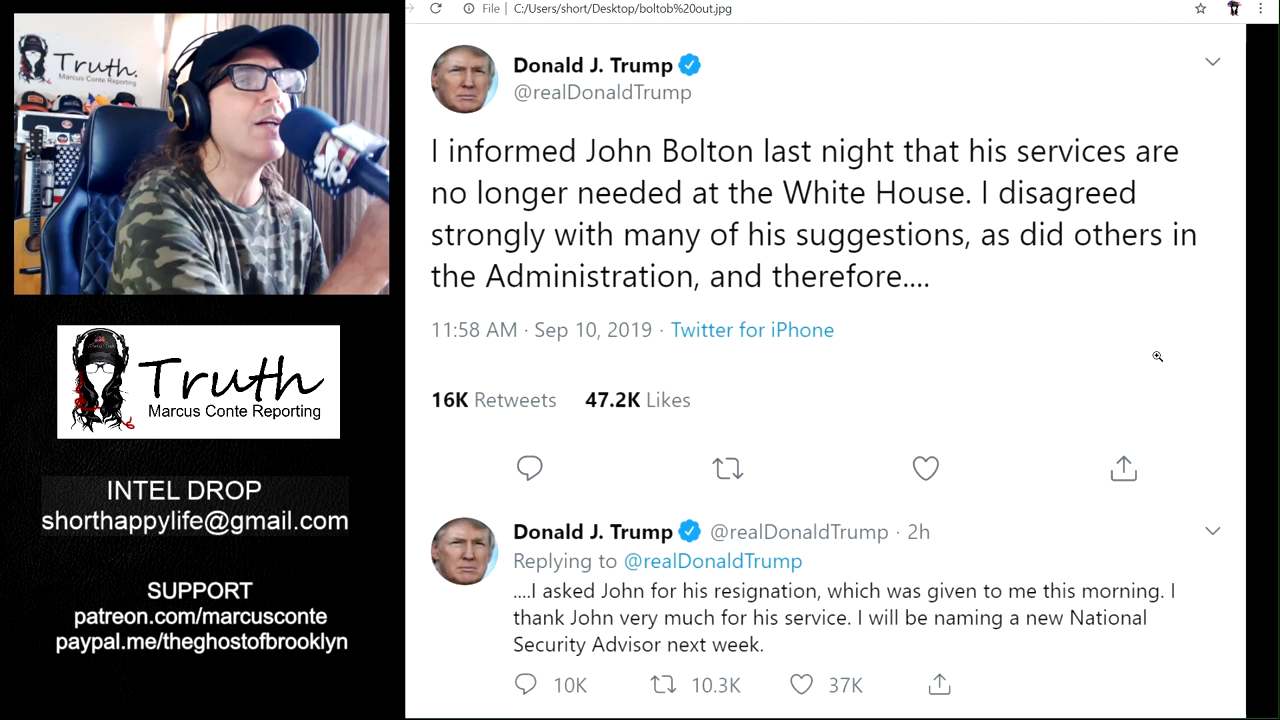 File | C:/Users/short/Desktop/boltob%20out.jpg
Truth.
Marcus Conte Reporting
Donald J. Trump
@realDonaldTrump
I informed John Bolton last night that his services are
no longer needed at the White House. I disagreed
strongly with many of his suggestions, as did others in
the Administration, and therefore....
11:58 AM · Sep 10, 2019 · Twitter for iPhone
16K Retweets 47.2K Likes
Donald J. Trump @realDonaldTrump · 2h
Replying to @realDonaldTrump
....I asked John for his resignation, which was given to me this morning. I
thank John very much for his service. I will be naming a new National
Security Advisor next week.
10K 10.3K 37K
Truth
Marcus Conte Reporting
INTEL DROP
shorthappylife@gmail.com
SUPPORT
patreon.com/marcusconte
paypal.me/theghostofbrooklyn